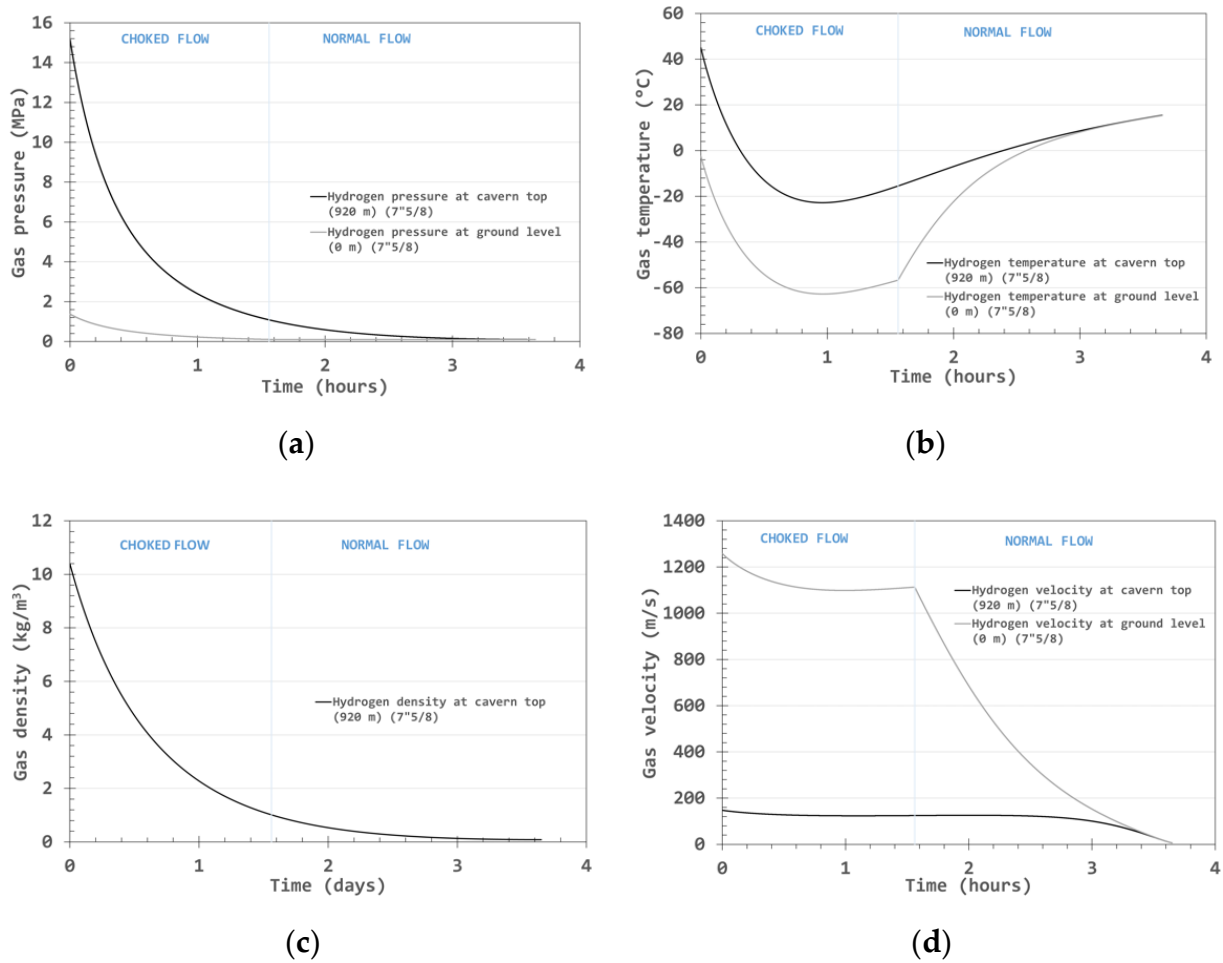 16
14
12
10
8
6
4
2
0
Gas pressure (MPa)
CHOKED FLOW
NORMAL FLOW
Hydrogen pressure at cavern top
(920 m) (7"5/8)
Hydrogen pressure at ground level
(0 m) (7"5/8)
0 1 2 3 4
Time (hours)
(a)
60
40
20
0
-20
-40
-60
-80
Gas temperature (°C)
CHOKED FLOW
NORMAL FLOW
Hydrogen temperature at cavern top
(920 m) (7"5/8)
Hydrogen temperature at ground level
(0 m) (7"5/8)
0 1 2 3 4
Time (hours)
(b)
12
10
8
6
4
2
0
Gas density (kg/m³)
CHOKED FLOW
NORMAL FLOW
Hydrogen density at cavern top
(920 m) (7"5/8)
0 1 2 3 4
Time (days)
(c)
1400
1200
1000
800
600
400
200
0
Gas velocity (m/s)
CHOKED FLOW
NORMAL FLOW
Hydrogen velocity at cavern top
(920 m) (7"5/8)
Hydrogen velocity at ground level
(0 m) (7"5/8)
0 1 2 3 4
Time (hours)
(d)